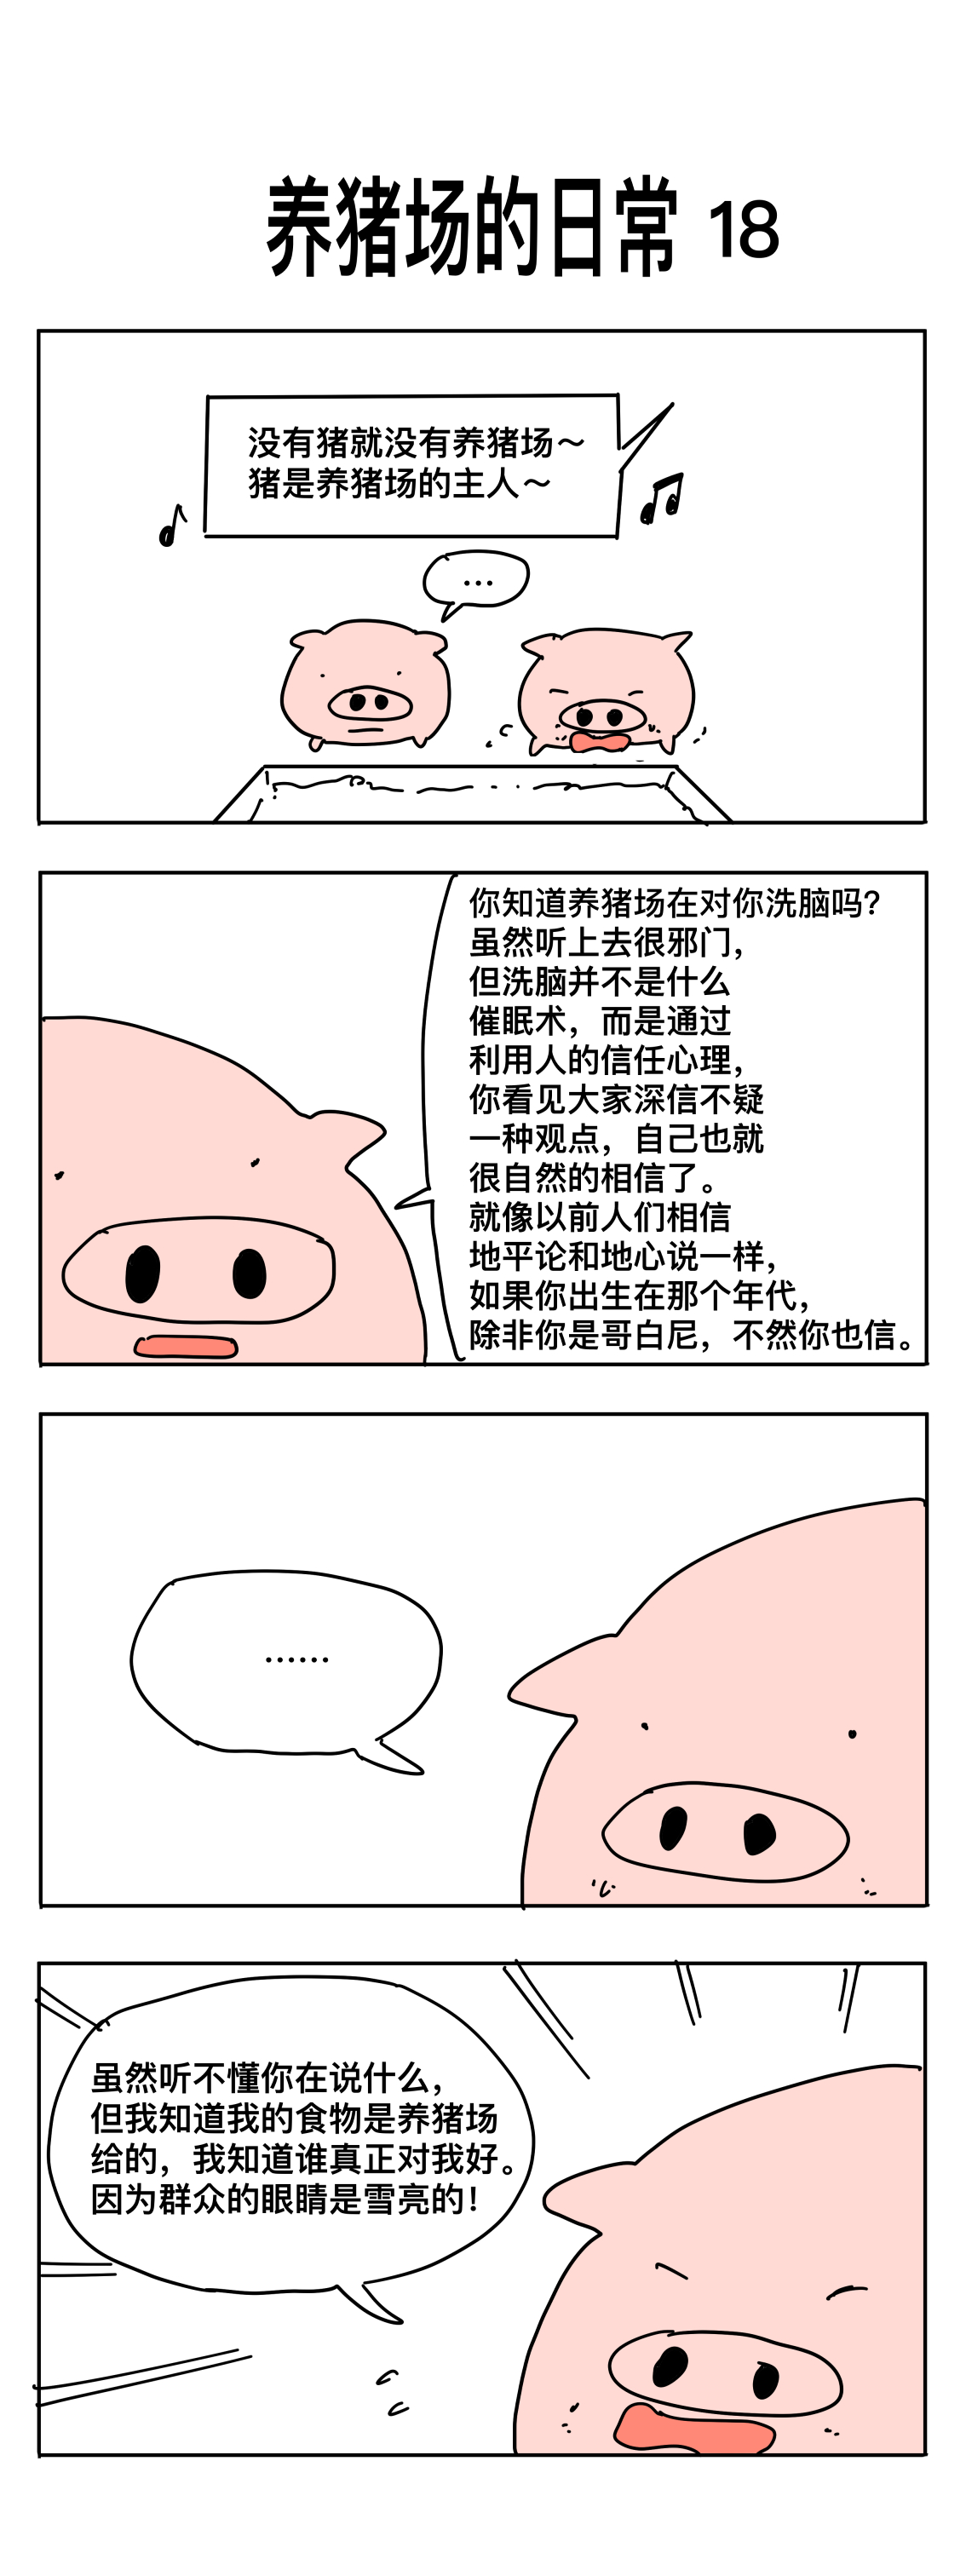 养猪场的日常 18
没有猪就没有养猪场～
猪是养猪场的主人～
...
你知道养猪场在对你洗脑吗？
虽然听上去很邪门，
但洗脑并不是什么
催眠术，而是通过
利用人的信任心理，
你看见大家深信不疑
一种观点，自己也就
很自然的相信了。
就像以前人们相信
地平论和地心说一样，
如果你出生在那个年代，
除非你是哥白尼，不然你也信。
......
虽然听不懂你在说什么，
但我知道我的食物是养猪场
给的，我知道谁真正对我好。
因为群众的眼睛是雪亮的！